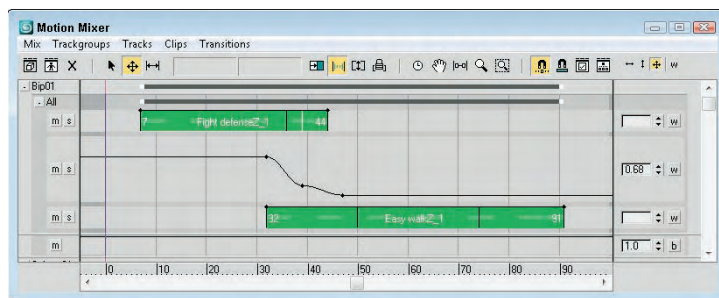 Motion Mixer
Mix Trackgroups Tracks Clips Transitions
w
Bip01
All
m s
7 Fight defenseZ_1 44
w
m s
0.68 w
m s
32 Easy walkZ_1 91
w
m
1.0 b
0 10 20 30 40 50 60 70 80 90